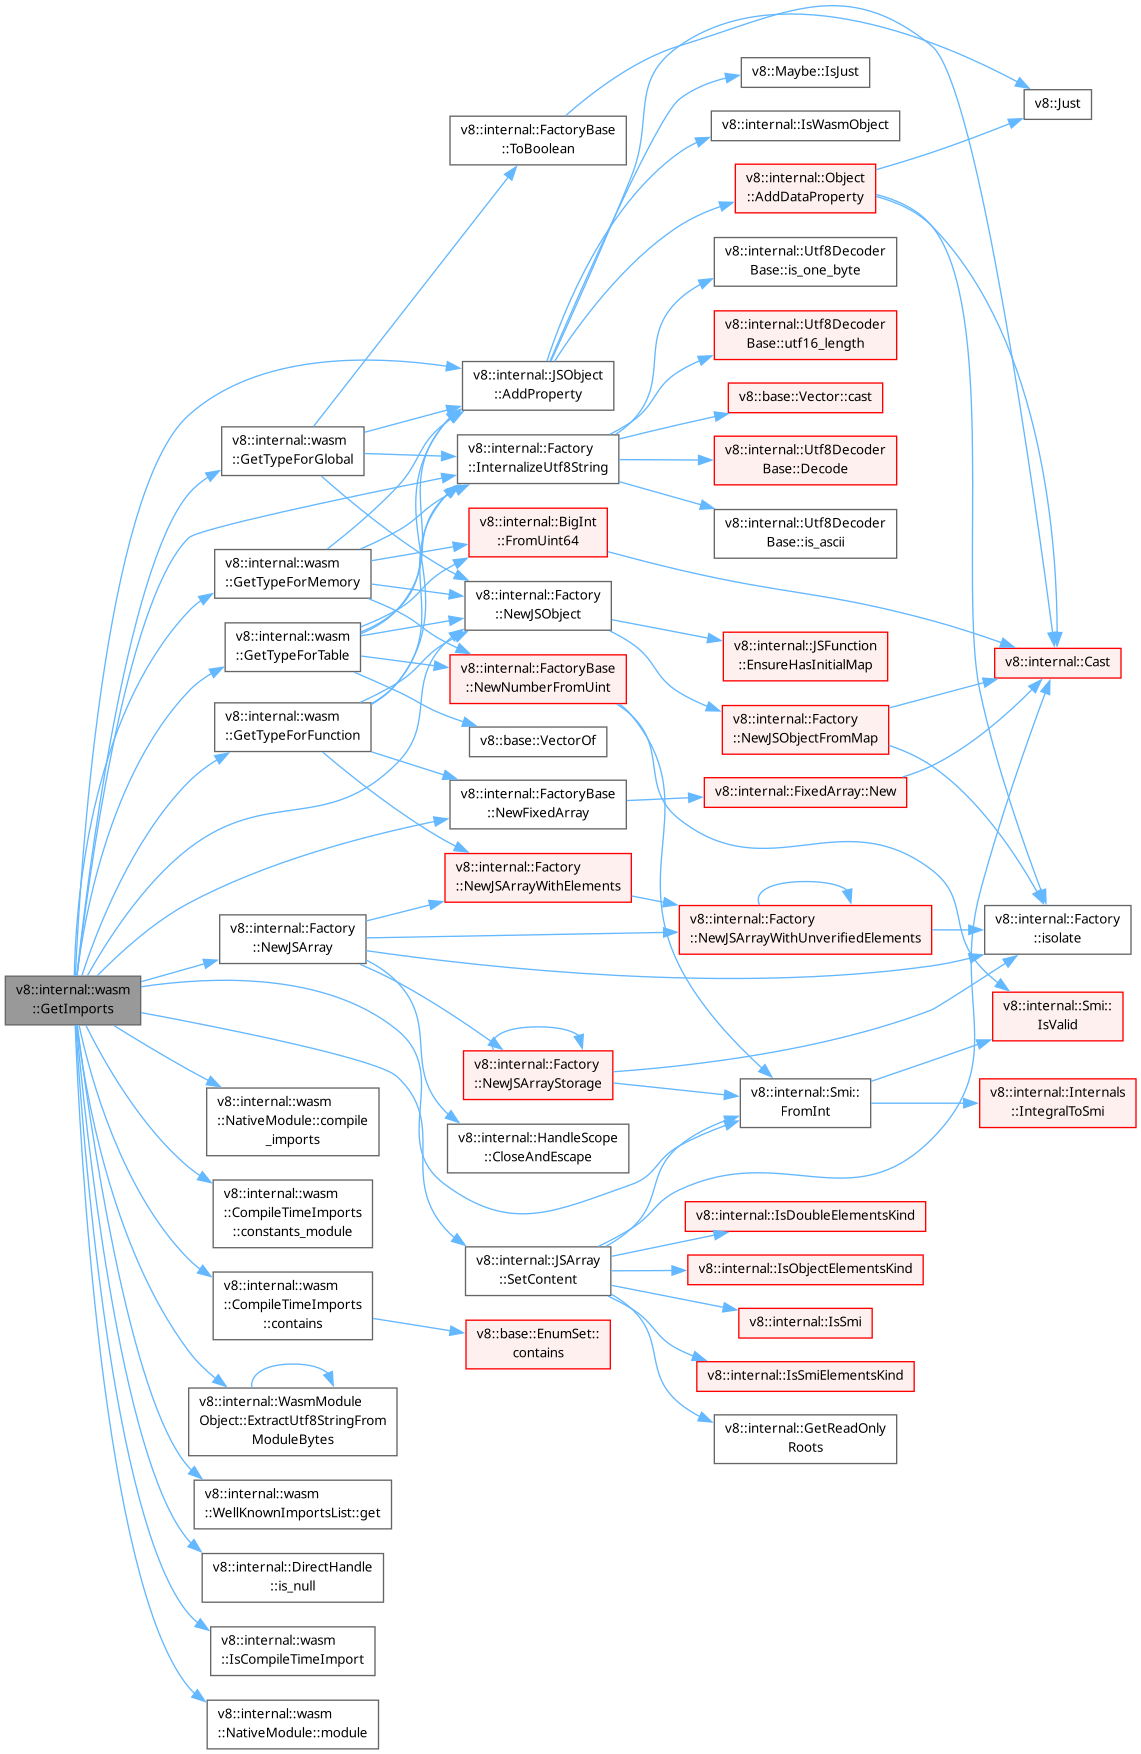 v8::internal::wasm
::GetImports
v8::internal::wasm
::GetTypeForGlobal
v8::internal::wasm
::GetTypeForMemory
v8::internal::wasm
::GetTypeForTable
v8::internal::wasm
::GetTypeForFunction
v8::internal::Factory
::NewJSArray
v8::internal::wasm
::NativeModule::compile
_imports
v8::internal::wasm
::CompileTimeImports
::constants_module
v8::internal::wasm
::CompileTimeImports
::contains
v8::internal::WasmModule
Object::ExtractUtf8StringFrom
ModuleBytes
v8::internal::wasm
::WellKnownImportsList::get
v8::internal::DirectHandle
::is_null
v8::internal::wasm
::IsCompileTimeImport
v8::internal::wasm
::NativeModule::module
v8::internal::FactoryBase
::ToBoolean
v8::internal::JSObject
::AddProperty
v8::internal::Factory
::InternalizeUtf8String
v8::internal::BigInt
::FromUint64
v8::internal::Factory
::NewJSObject
v8::internal::FactoryBase
::NewNumberFromUint
v8::base::VectorOf
v8::internal::FactoryBase
::NewFixedArray
v8::internal::Factory
::NewJSArrayWithElements
v8::internal::Factory
::NewJSArrayStorage
v8::internal::HandleScope
::CloseAndEscape
v8::internal::JSArray
::SetContent
v8::base::EnumSet::
contains
v8::Maybe::IsJust
v8::internal::IsWasmObject
v8::internal::Object
::AddDataProperty
v8::internal::Utf8Decoder
Base::is_one_byte
v8::internal::Utf8Decoder
Base::utf16_length
v8::base::Vector::cast
v8::internal::Utf8Decoder
Base::Decode
v8::internal::Utf8Decoder
Base::is_ascii
v8::internal::JSFunction
::EnsureHasInitialMap
v8::internal::Factory
::NewJSObjectFromMap
v8::internal::FixedArray::New
v8::internal::Factory
::NewJSArrayWithUnverifiedElements
v8::internal::Smi::
FromInt
v8::internal::IsDoubleElementsKind
v8::internal::IsObjectElementsKind
v8::internal::IsSmi
v8::internal::IsSmiElementsKind
v8::internal::GetReadOnly
Roots
v8::Just
v8::internal::Cast
v8::internal::Factory
::isolate
v8::internal::Smi::
IsValid
v8::internal::Internals
::IntegralToSmi